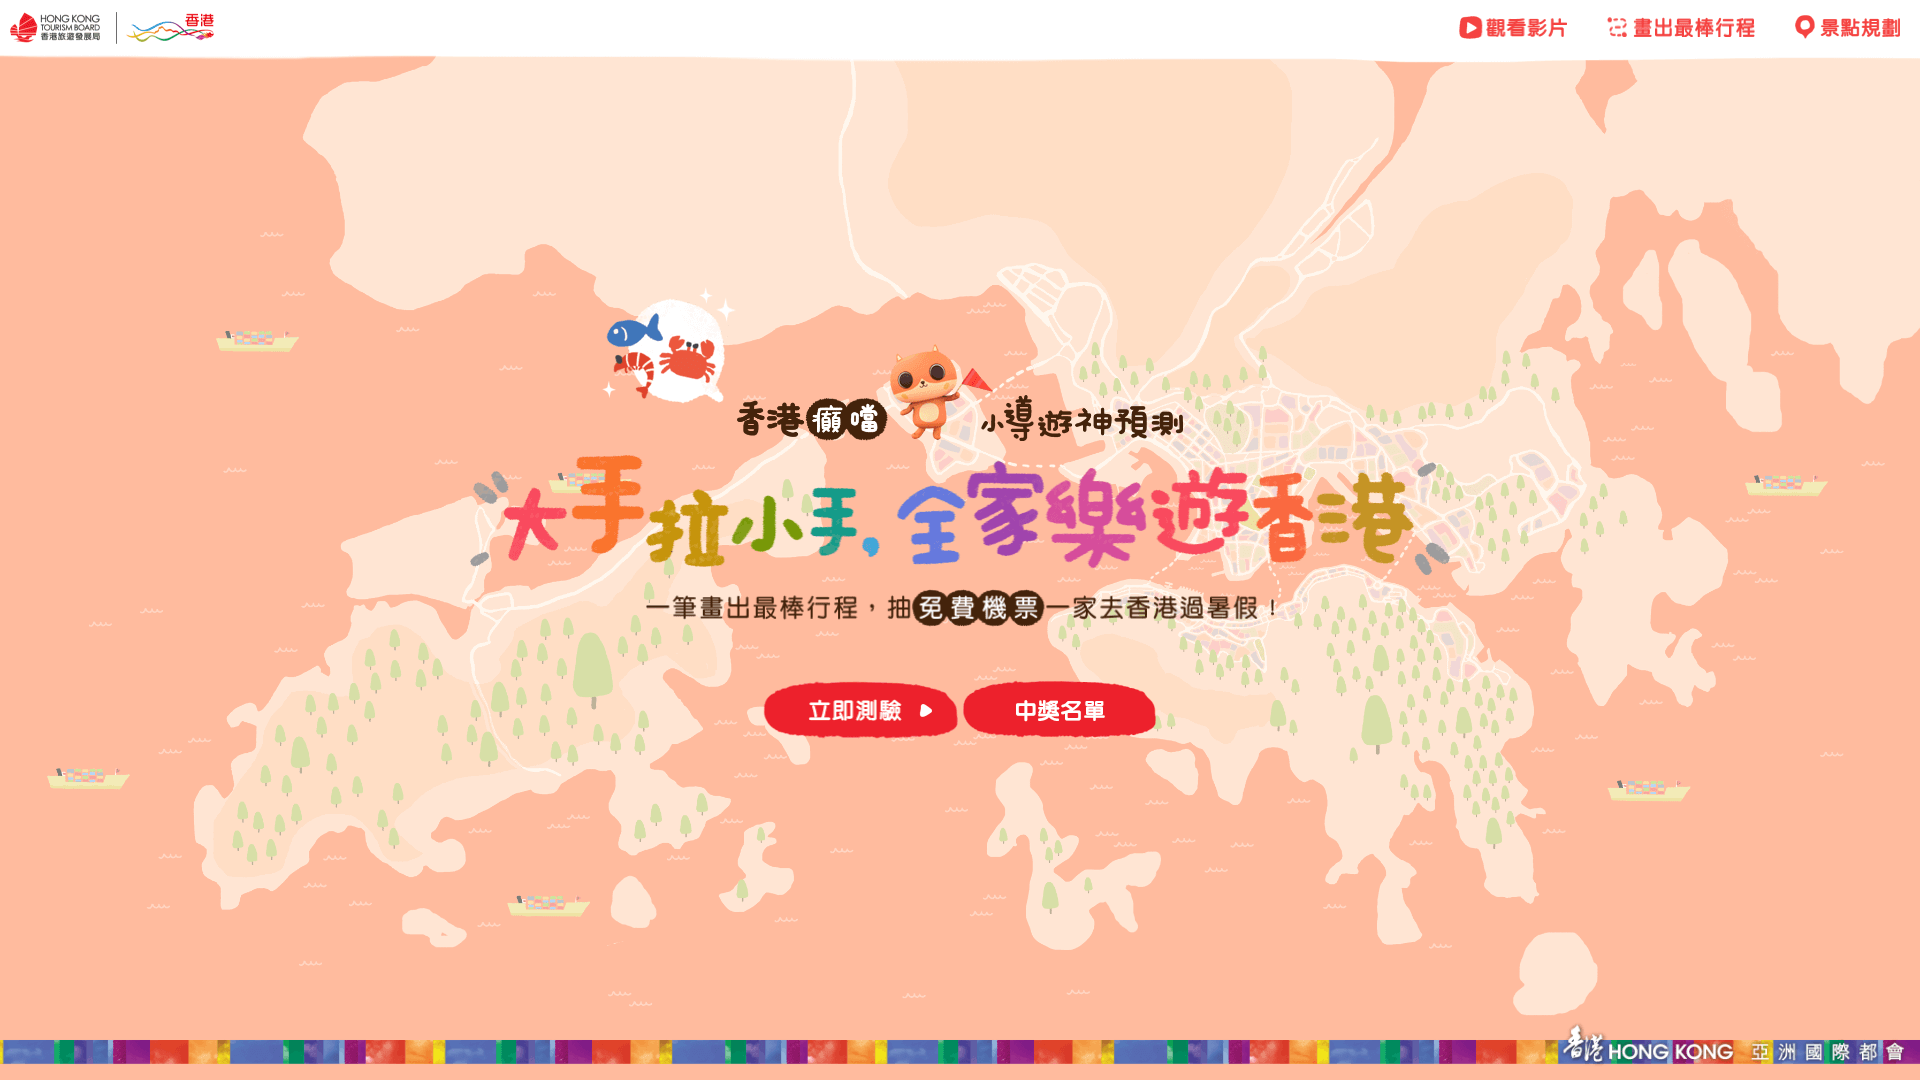 HONG KONG
TOURISM BOARD
香港旅遊發展局
香港
觀看影片
畫出最棒行程
景點規劃
香港癲噹小導遊神預測
大手拉小手,全家樂遊香港
一筆畫出最棒行程，抽免費機票一家去香港過暑假！
立即測驗
中獎名單
香港 HONG KONG 亞洲國際都會